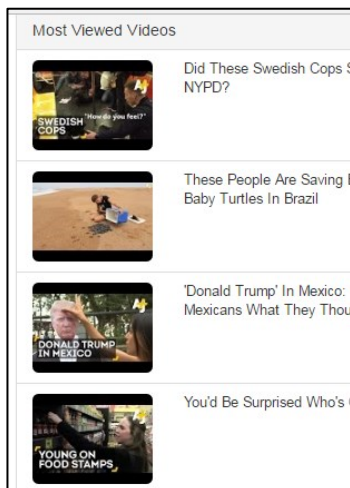 Most Viewed Videos
Did These Swedish Cops S
NYPD?
"How do you feel?"
SWEDISH
COPS
These People Are Saving
Baby Turtles In Brazil
'Donald Trump' In Mexico:
Mexicans What They Thou
DONALD TRUMP
IN MEXICO
You'd Be Surprised Who's
YOUNG ON
FOOD STAMPS